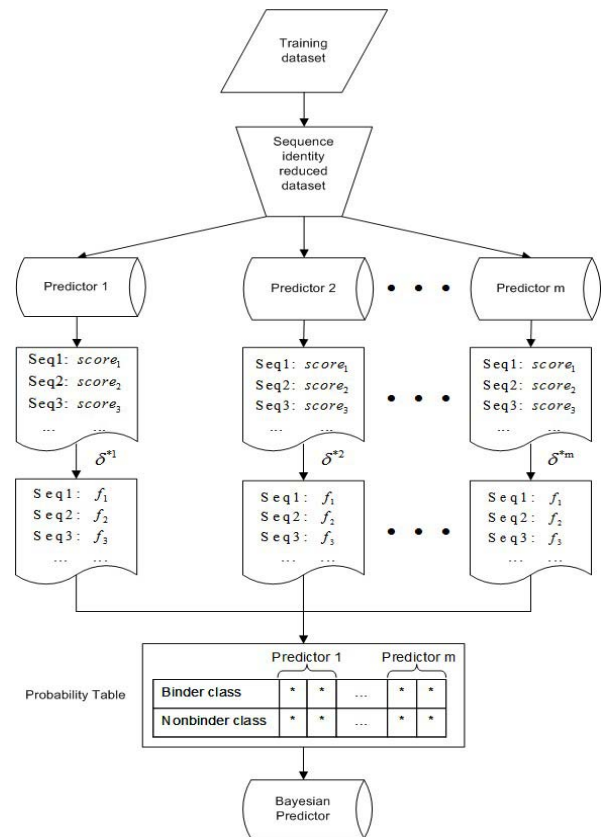 Training
dataset
Sequence
identity
reduced
dataset
Predictor 1
Predictor 2
• • •
Predictor m
Seq1: score₁
Seq2: score₂
Seq3: score₃
... ...
Seq1: score₁
Seq2: score₂
Seq3: score₃
... ...
• • •
Seq1: score₁
Seq2: score₂
Seq3: score₃
... ...
δ*1
δ*2
δ*m
Seq1: f₁
Seq2: f₂
Seq3: f₃
... ...
Seq1: f₁
Seq2: f₂
Seq3: f₃
... ...
• • •
Seq1: f₁
Seq2: f₂
Seq3: f₃
... ...
Probability Table
Predictor 1 Predictor m
Binder class * * ... * *
Nonbinder class * * ... * *
Bayesian
Predictor